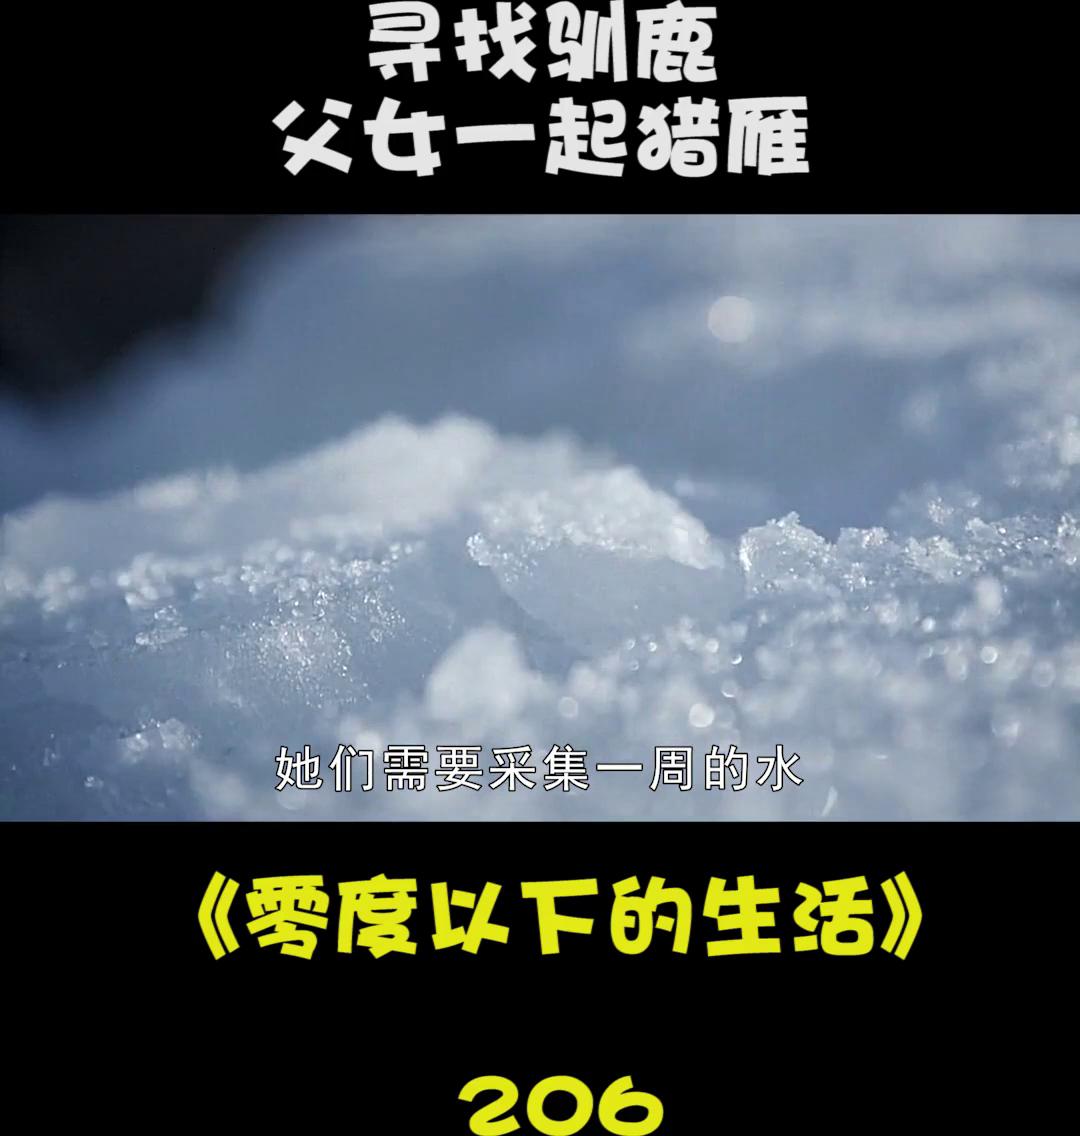 寻找驯鹿
父女一起猎雁
她们需要采集一周的水
《零度以下的生活》
206